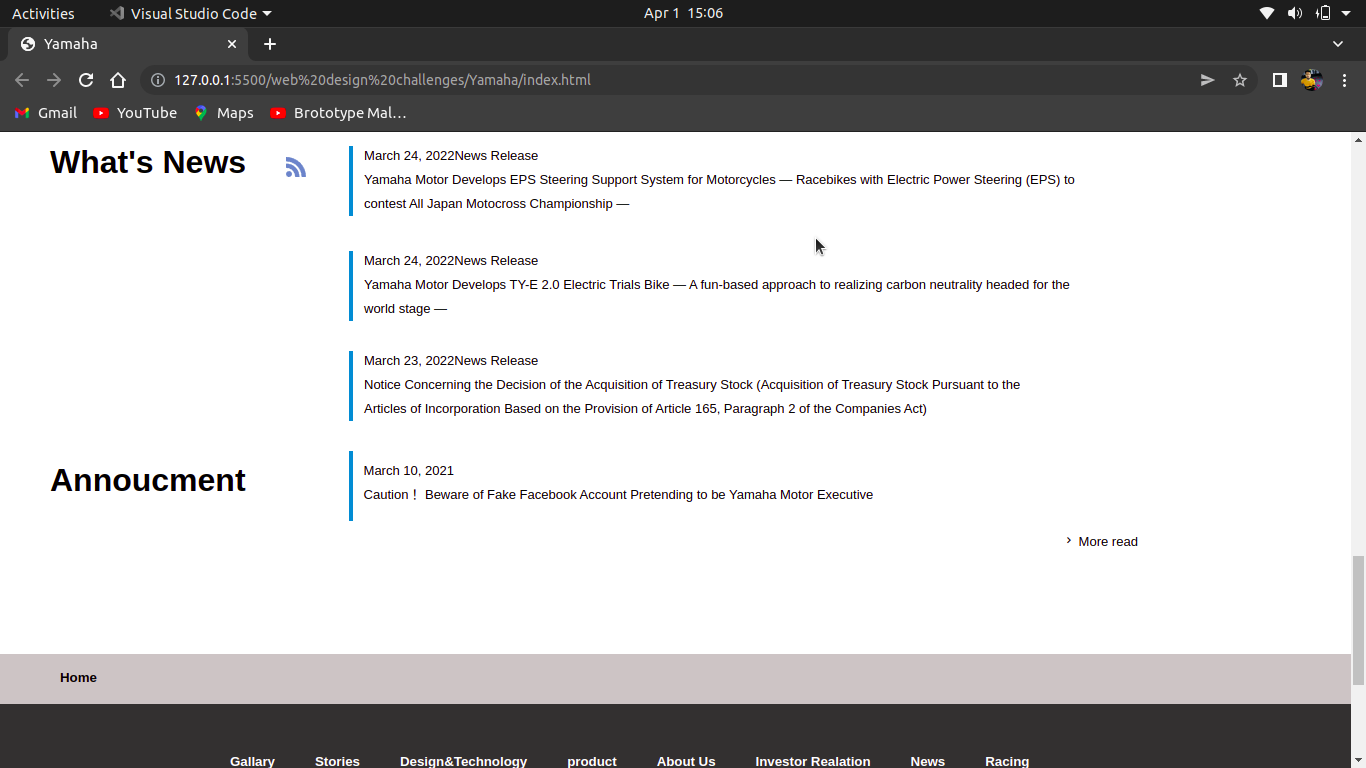 Activities
Visual Studio Code
Apr 1 15:06
Yamaha
127.0.0.1:5500/web%20design%20challenges/Yamaha/index.html
Gmail
YouTube
Maps
Brototype Mal…
What's News
March 24, 2022News Release
Yamaha Motor Develops EPS Steering Support System for Motorcycles — Racebikes with Electric Power Steering (EPS) to
contest All Japan Motocross Championship —
March 24, 2022News Release
Yamaha Motor Develops TY-E 2.0 Electric Trials Bike — A fun-based approach to realizing carbon neutrality headed for the
world stage —
March 23, 2022News Release
Notice Concerning the Decision of the Acquisition of Treasury Stock (Acquisition of Treasury Stock Pursuant to the
Articles of Incorporation Based on the Provision of Article 165, Paragraph 2 of the Companies Act)
Annoucment
March 10, 2021
Caution！ Beware of Fake Facebook Account Pretending to be Yamaha Motor Executive
› More read
Home
Gallary
Stories
Design&Technology
product
About Us
Investor Realation
News
Racing